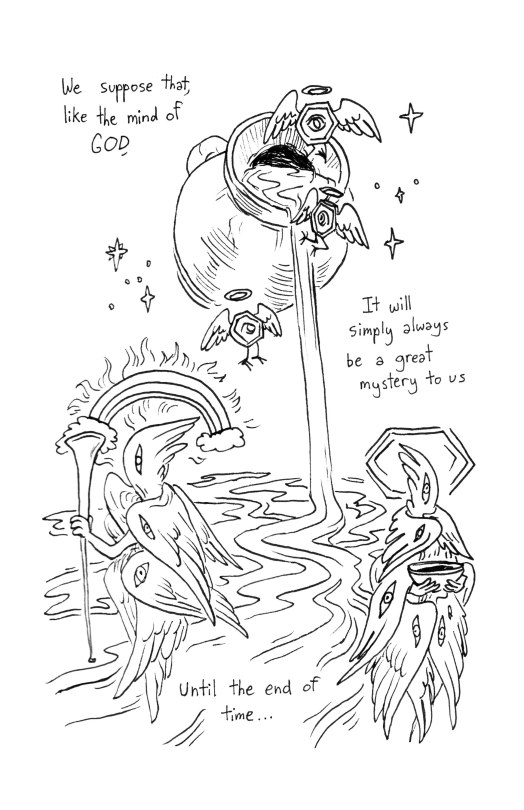 We suppose that,
like the mind of
GOD
It will
simply always
be a great
mystery to us
Until the end of
time...